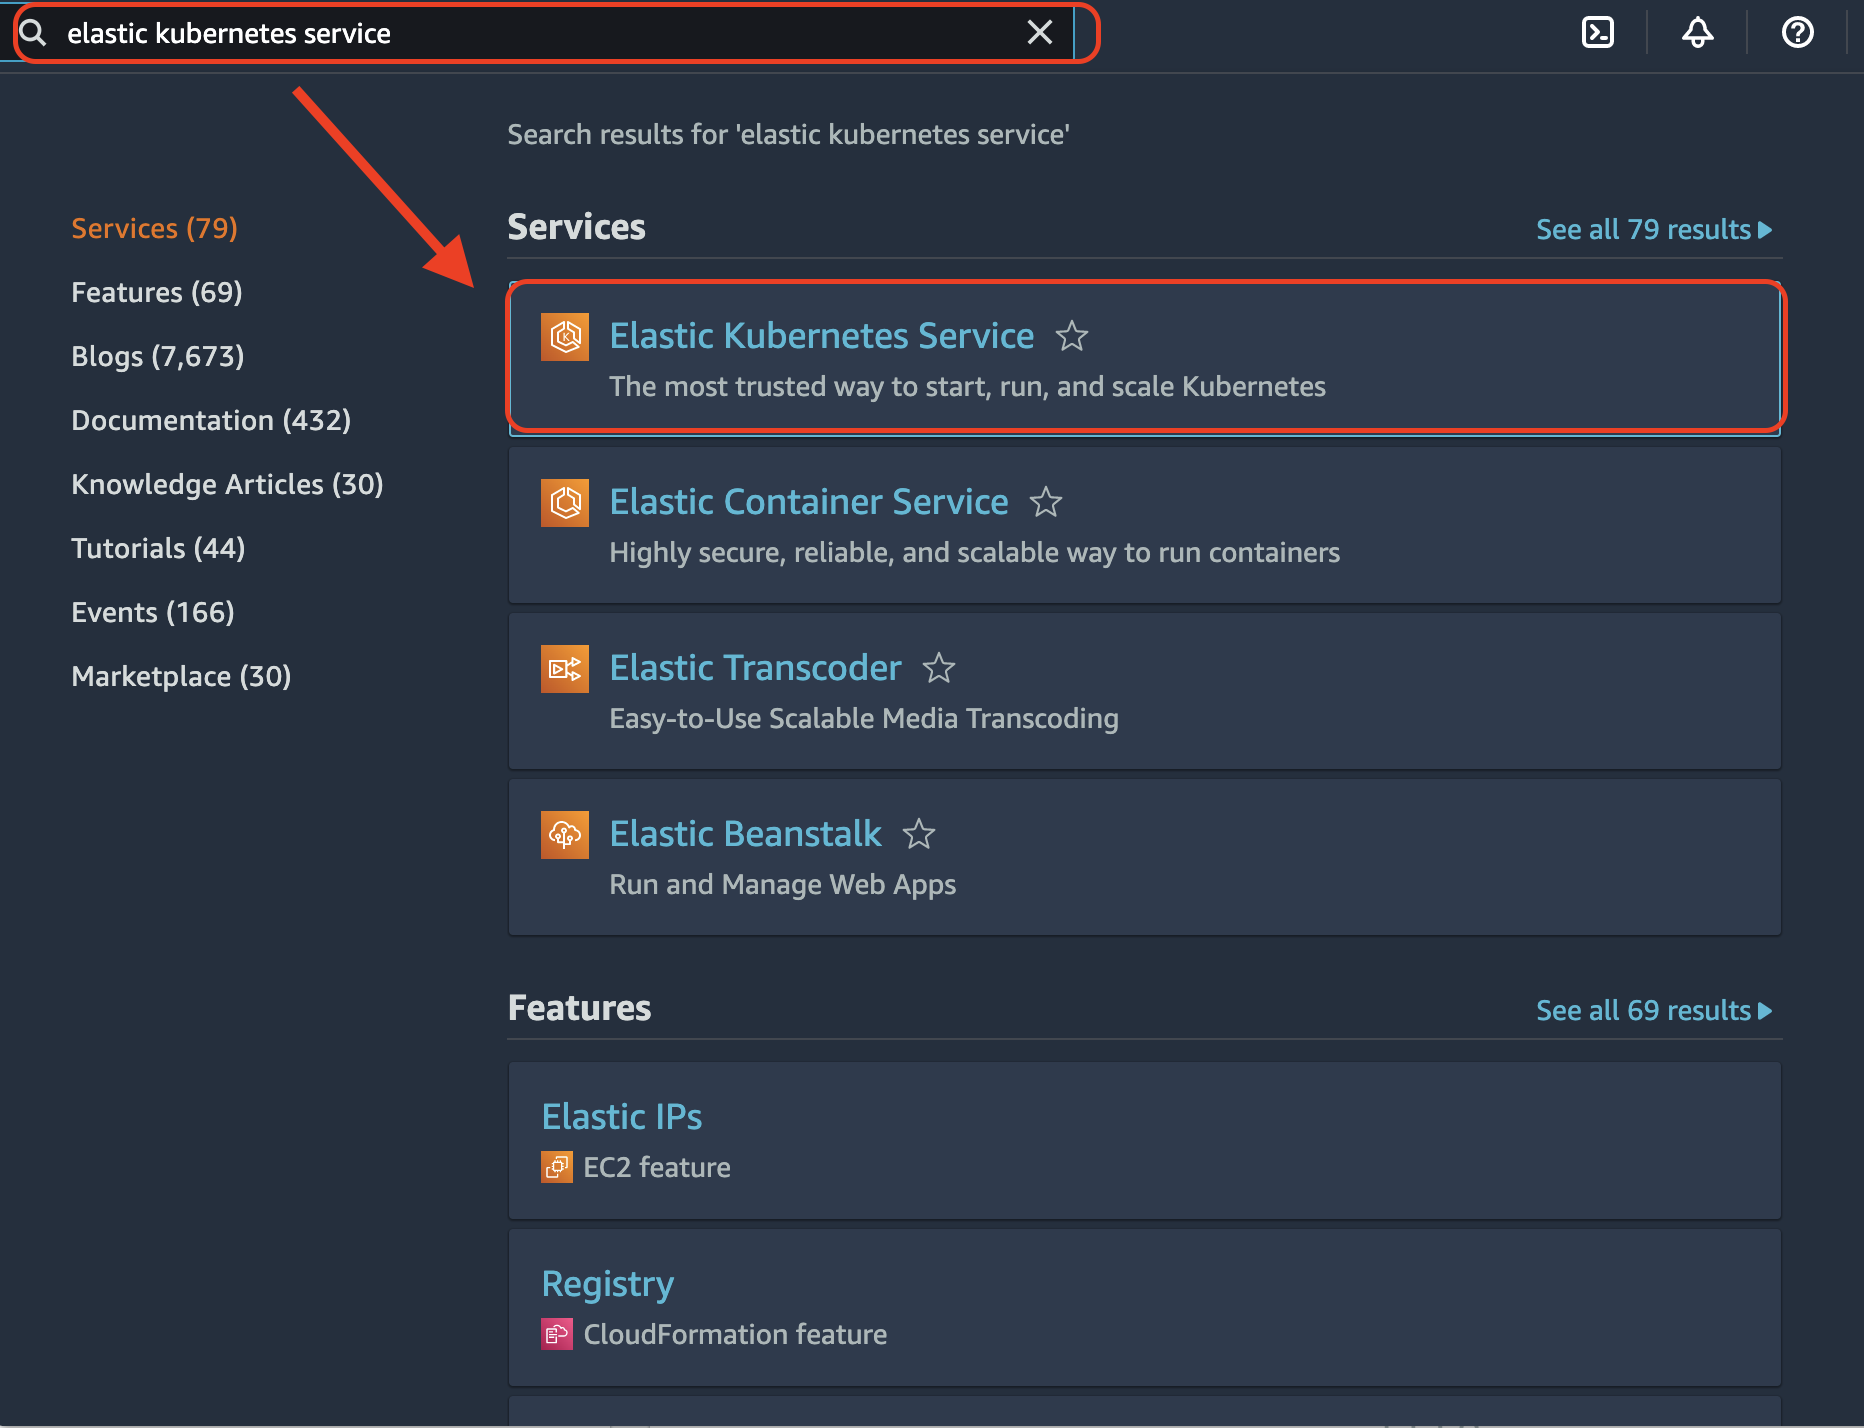 elastic kubernetes service
Search results for 'elastic kubernetes service'
Services (79)
Features (69)
Blogs (7,673)
Documentation (432)
Knowledge Articles (30)
Tutorials (44)
Events (166)
Marketplace (30)
Services
See all 79 results
Elastic Kubernetes Service
The most trusted way to start, run, and scale Kubernetes
Elastic Container Service
Highly secure, reliable, and scalable way to run containers
Elastic Transcoder
Easy-to-Use Scalable Media Transcoding
Elastic Beanstalk
Run and Manage Web Apps
Features
See all 69 results
Elastic IPs
EC2 feature
Registry
CloudFormation feature